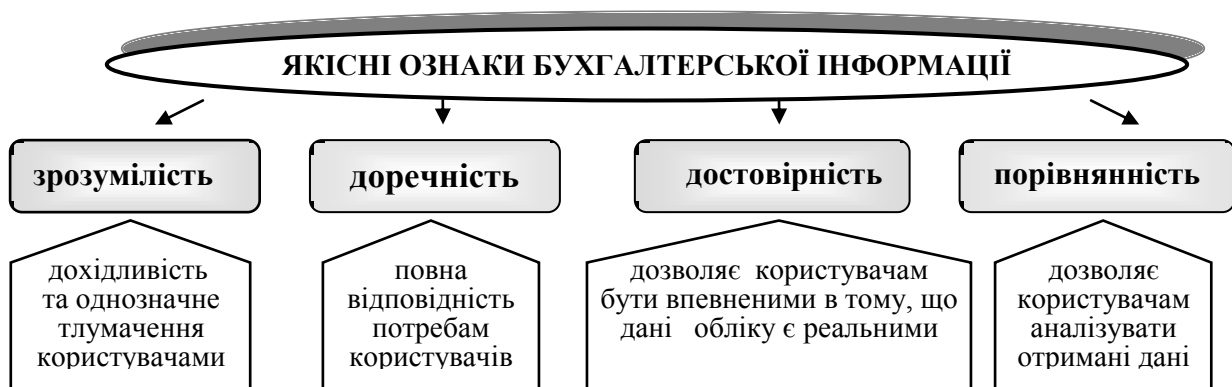 ЯКІСНІ ОЗНАКИ БУХГАЛТЕРСЬКОЇ ІНФОРМАЦІЇ
зрозумілість
доречність
достовірність
порівнянність
дохідливість
та однозначне
тлумачення
користувачами
повна
відповідність
потребам
користувачів
дозволяє користувачам
бути впевненими в тому, що
дані обліку є реальними
дозволяє
користувачам
аналізувати
отримані дані